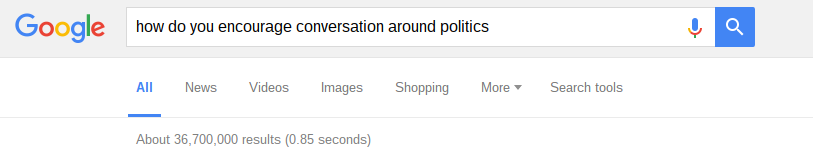 Google how do you encourage conversation around politics
All News Videos Images Shopping More Search tools
About 36,700,000 results (0.85 seconds)